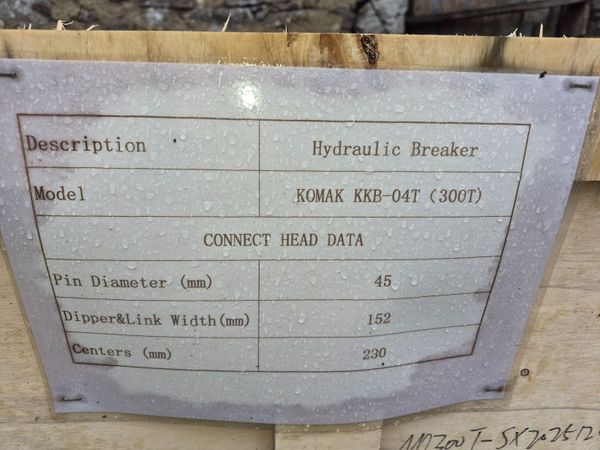 Description Hydraulic Breaker
Model KOMAK KKB-04T (300T)
CONNECT HEAD DATA
Pin Diameter (mm) 45
Dipper&Link Width(mm) 152
Centers (mm) 230